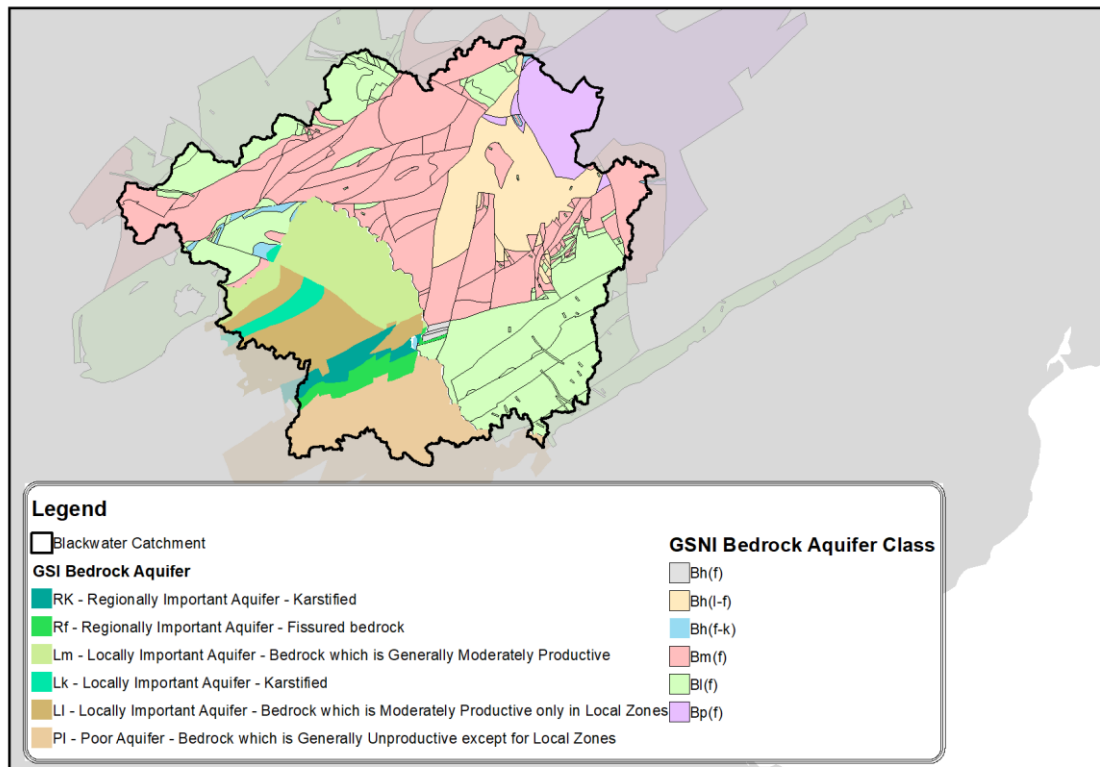 Legend
Blackwater Catchment
GSI Bedrock Aquifer
RK - Regionally Important Aquifer - Karstified
Rf - Regionally Important Aquifer - Fissured bedrock
Lm - Locally Important Aquifer - Bedrock which is Generally Moderately Productive
Lk - Locally Important Aquifer - Karstified
LI - Locally Important Aquifer - Bedrock which is Moderately Productive only in Local Zones
PI - Poor Aquifer - Bedrock which is Generally Unproductive except for Local Zones
GSNI Bedrock Aquifer Class
Bh(f)
Bh(I-f)
Bh(f-k)
Bm(f)
BI(f)
Bp(f)